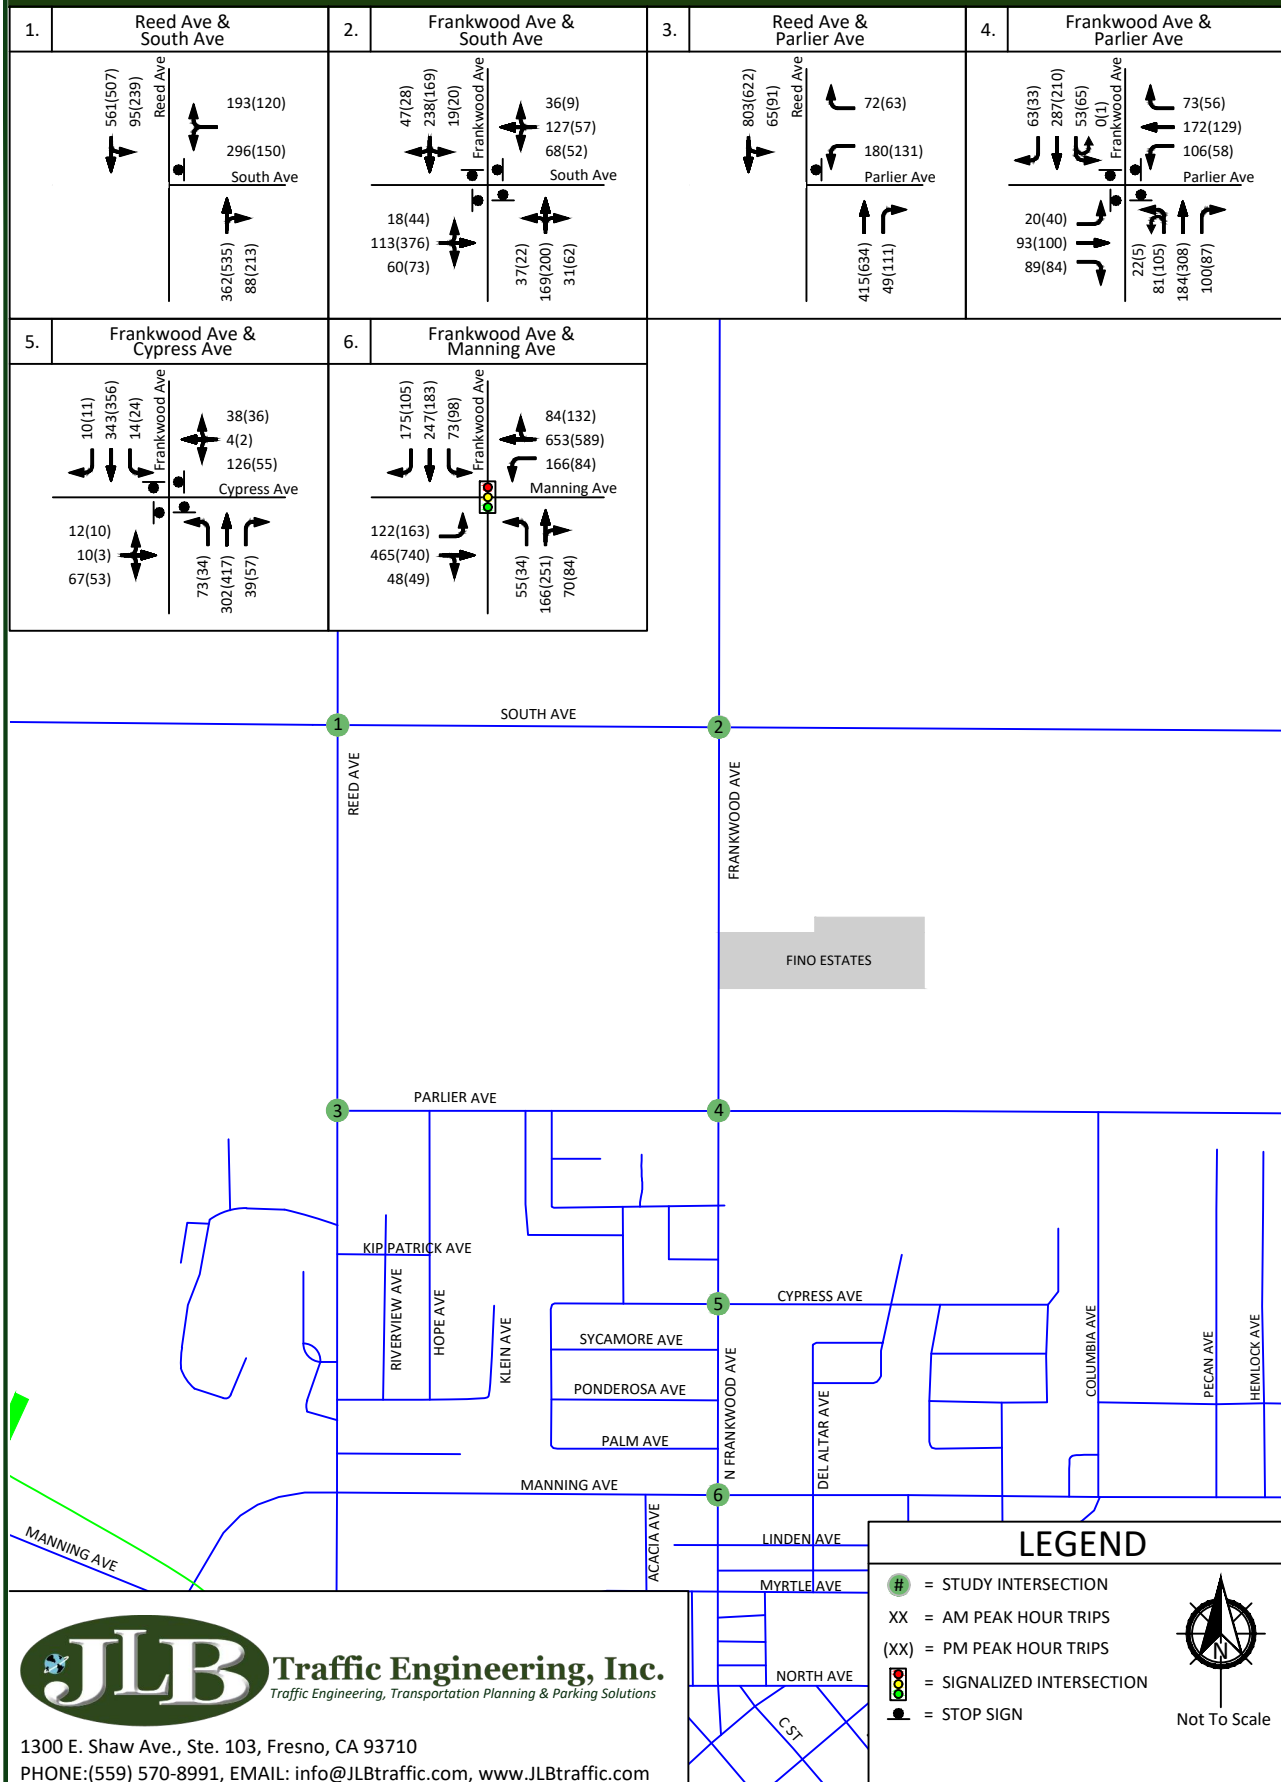 1.
Reed Ave &
South Ave
561(507)
95(239)
Reed Ave
193(120)
296(150)
South Ave
362(535)
88(213)
2.
Frankwood Ave &
South Ave
47(28)
238(169)
19(20)
Frankwood Ave
36(9)
127(57)
68(52)
South Ave
18(44)
113(376)
60(73)
37(22)
169(200)
31(62)
3.
Reed Ave &
Parlier Ave
803(622)
65(91)
Reed Ave
72(63)
180(131)
Parlier Ave
415(634)
49(111)
4.
Frankwood Ave &
Parlier Ave
63(33)
287(210)
53(65)
0(1)
Frankwood Ave
73(56)
172(129)
106(58)
Parlier Ave
20(40)
93(100)
89(84)
22(5)
81(105)
184(308)
100(87)
5.
Frankwood Ave &
Cypress Ave
10(11)
343(356)
14(24)
Frankwood Ave
38(36)
4(2)
126(55)
Cypress Ave
12(10)
10(3)
67(53)
73(34)
302(417)
39(57)
6.
Frankwood Ave &
Manning Ave
175(105)
247(183)
73(98)
Frankwood Ave
84(132)
653(589)
166(84)
Manning Ave
122(163)
465(740)
48(49)
55(34)
166(251)
70(84)
SOUTH AVE
1
2
REED AVE
FRANKWOOD AVE
FINO ESTATES
PARLIER AVE
3
4
KIP PATRICK AVE
RIVERVIEW AVE
HOPE AVE
KLEIN AVE
5
CYPRESS AVE
SYCAMORE AVE
PONDEROSA AVE
PALM AVE
N FRANKWOOD AVE
DEL ALTAR AVE
COLUMBIA AVE
PECAN AVE
HEMLOCK AVE
MANNING AVE
6
MANNING AVE
ACACIA AVE
LINDEN AVE
MYRTLE AVE
NORTH AVE
C ST
LEGEND
# = STUDY INTERSECTION
XX = AM PEAK HOUR TRIPS
(XX) = PM PEAK HOUR TRIPS
= SIGNALIZED INTERSECTION
= STOP SIGN
N
Not To Scale
JLB
Traffic Engineering, Inc.
Traffic Engineering, Transportation Planning & Parking Solutions
1300 E. Shaw Ave., Ste. 103, Fresno, CA 93710
PHONE:(559) 570-8991, EMAIL: info@JLBtraffic.com, www.JLBtraffic.com